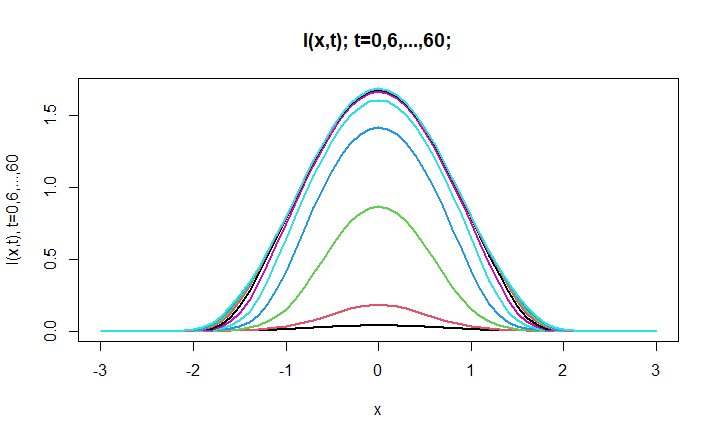 I(x,t); t=0,6,...,60;
I(x,t), t=0,6,...,60
1.5
1.0
0.5
0.0
-3 -2 -1 0 1 2 3
x